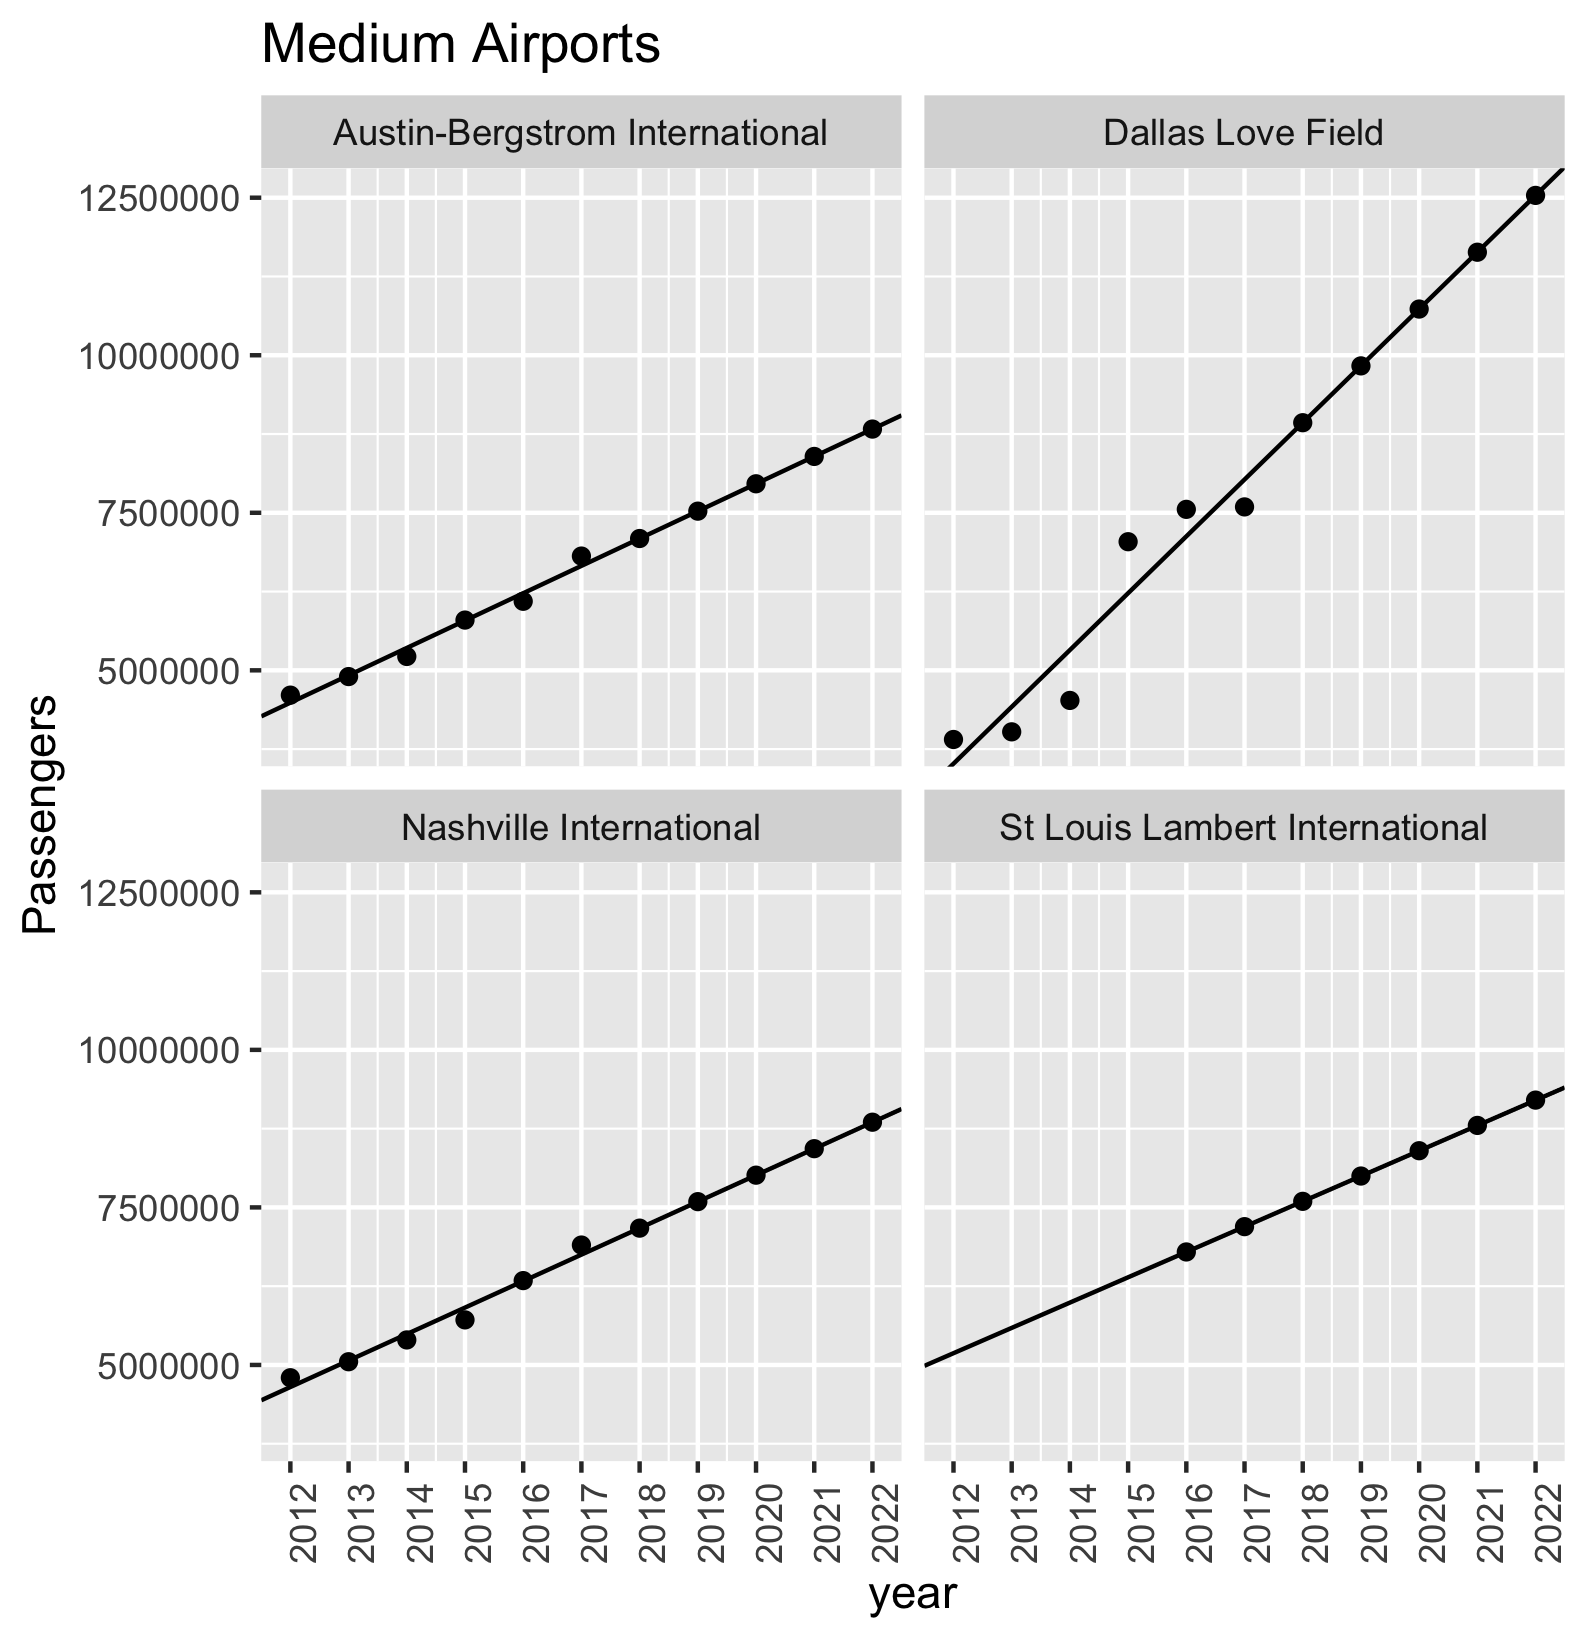 Medium Airports
Austin-Bergstrom International
Dallas Love Field
12500000
10000000
7500000
5000000
Nashville International
St Louis Lambert International
12500000
10000000
7500000
5000000
Passengers
2012 2013 2014 2015 2016 2017 2018 2019 2020 2021 2022
2012 2013 2014 2015 2016 2017 2018 2019 2020 2021 2022
year